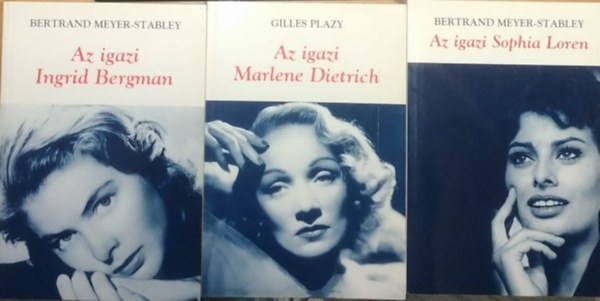 BERTRAND MEYER-STABLEY
Az igazi
Ingrid Bergman
GILLES PLAZY
Az igazi
Marlene Dietrich
BERTRAND MEYER-STABLEY
Az igazi Sophia Loren